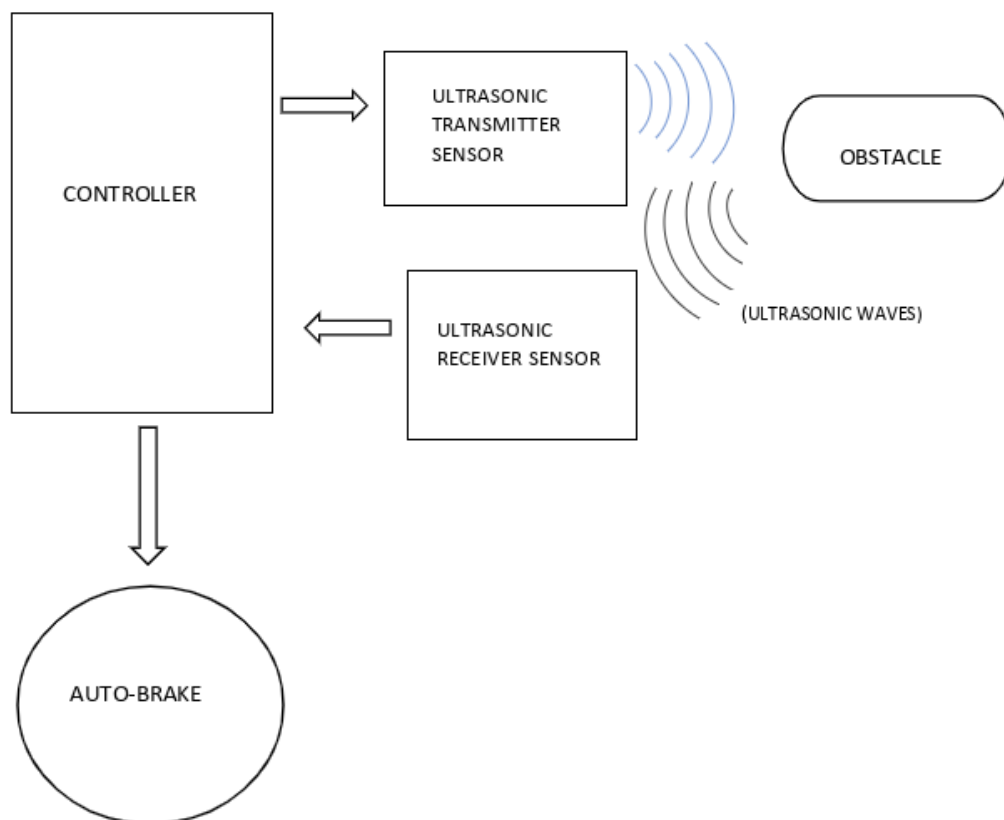 ULTRASONIC
TRANSMITTER
SENSOR
OBSTACLE
CONTROLLER
(ULTRASONIC WAVES)
ULTRASONIC
RECEIVER SENSOR
AUTO-BRAKE